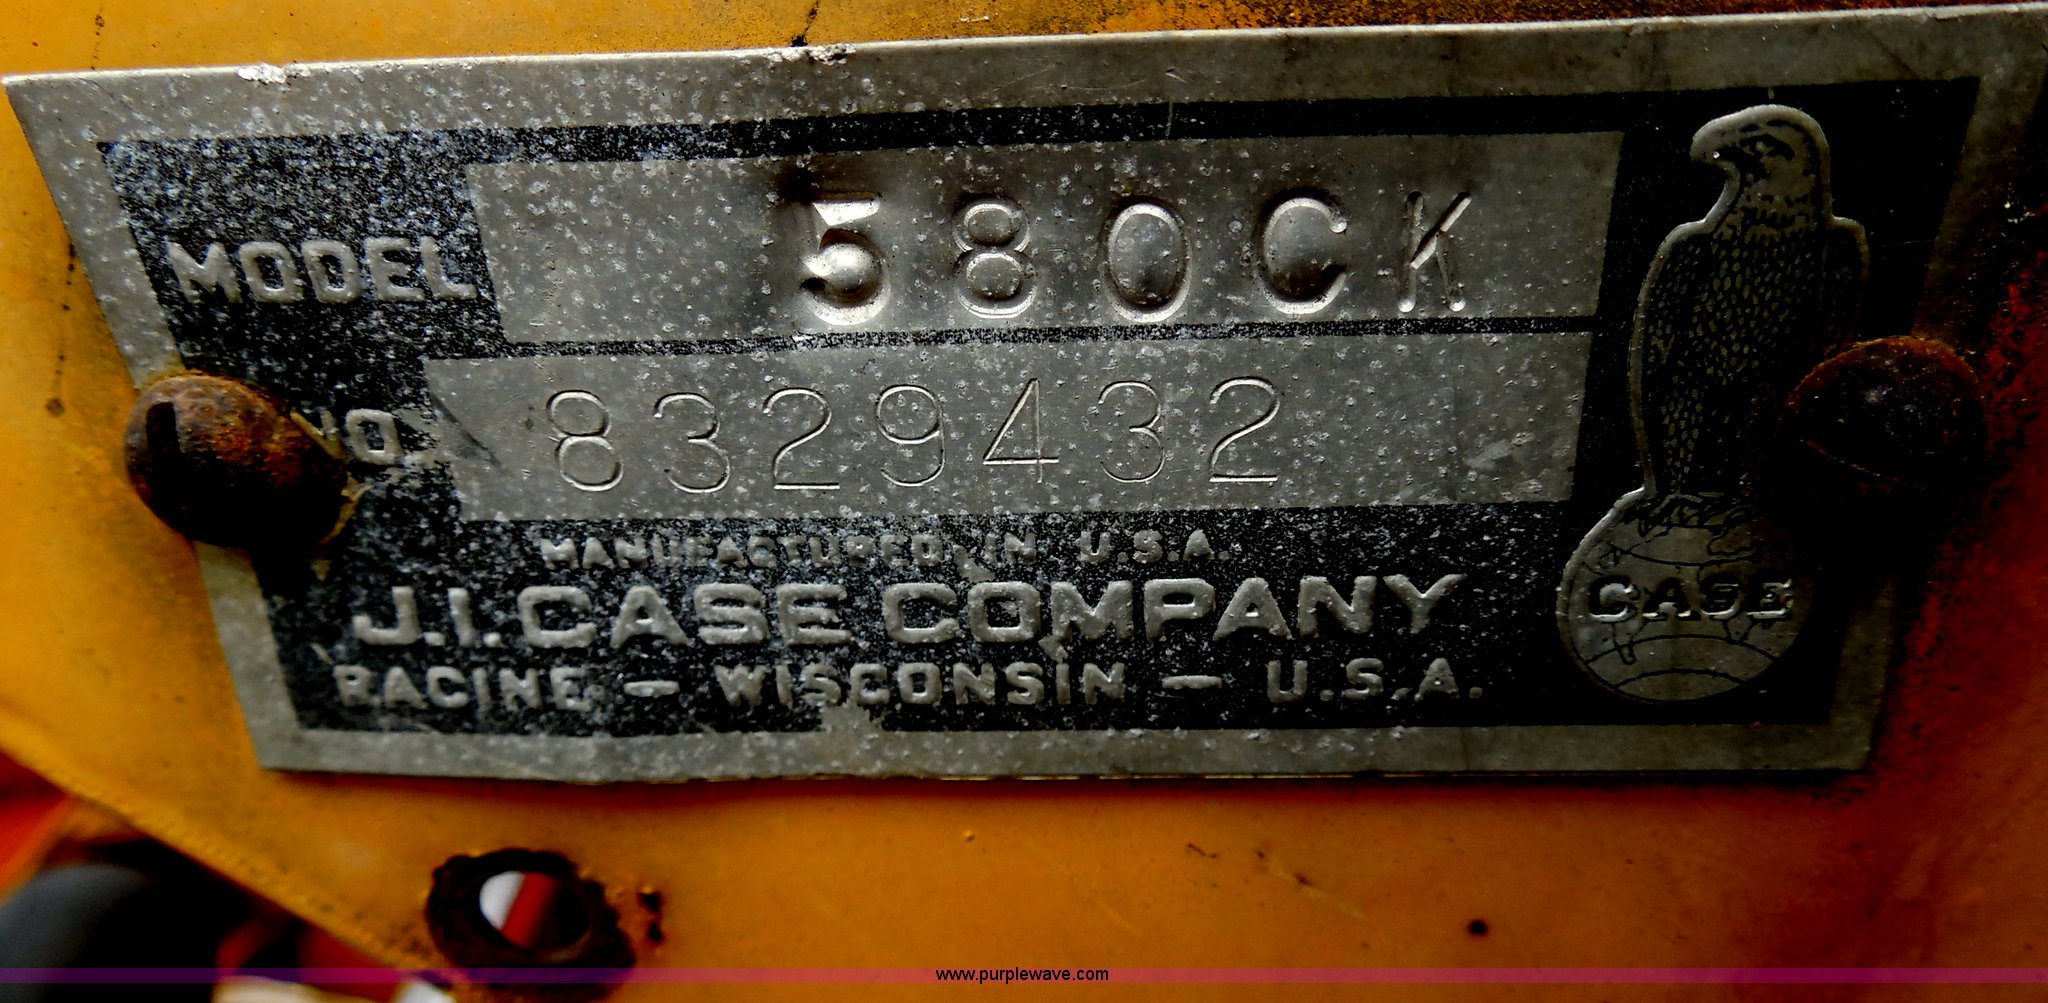 MODEL 580CK
NO. 8329432
MANUFACTURED IN U.S.A.
J.I. CASE COMPANY
RACINE - WISCONSIN - U.S.A.
CASE
www.purplewave.com